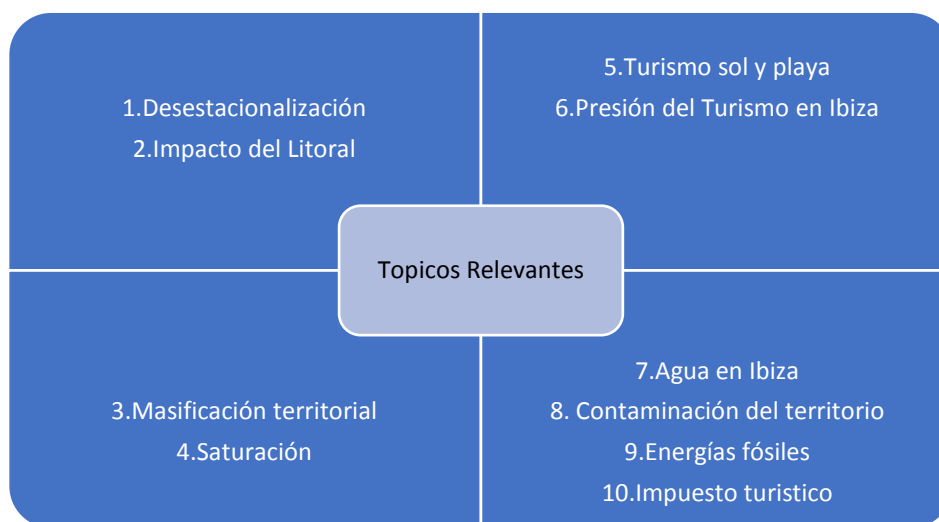 1.Desestacionalización
2.Impacto del Litoral
5.Turismo sol y playa
6.Presión del Turismo en Ibiza
Topicos Relevantes
3.Masificación territorial
4.Saturación
7.Agua en Ibiza
8. Contaminación del territorio
9.Energías fósiles
10.Impuesto turistico